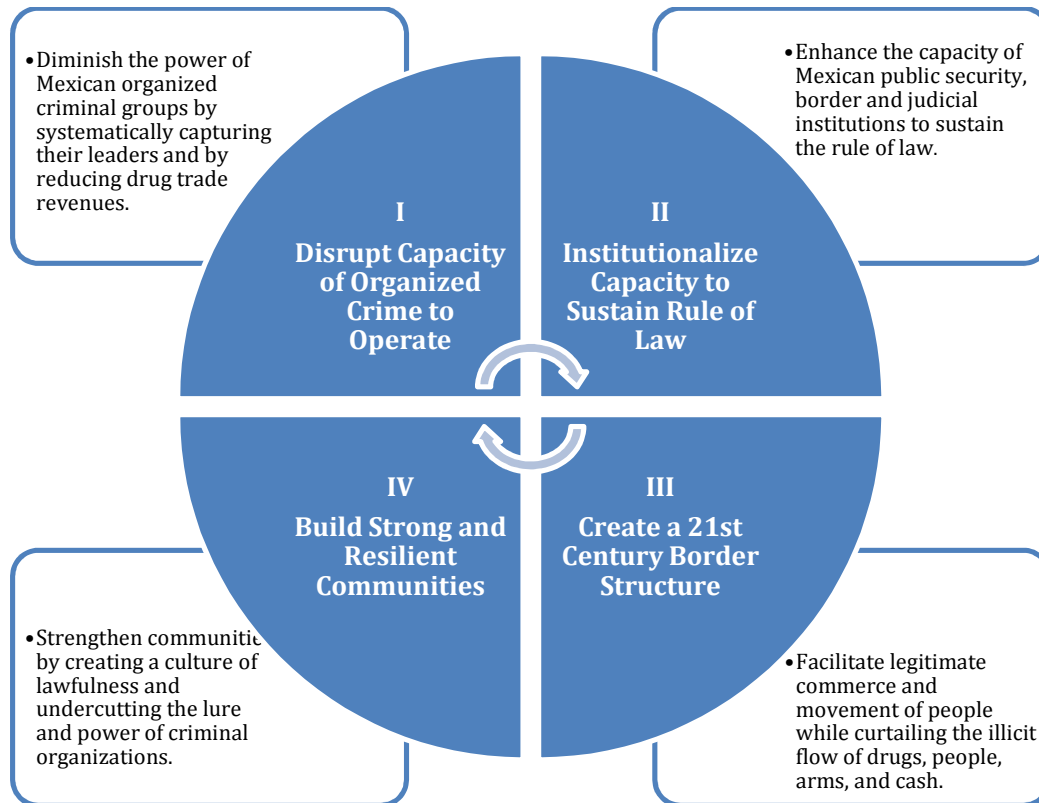 •Diminish the power of
Mexican organized
criminal groups by
systematically capturing
their leaders and by
reducing drug trade
revenues.
I
Disrupt Capacity
of Organized
Crime to
Operate
•Enhance the capacity of
Mexican public security,
border and judicial
institutions to sustain
the rule of law.
II
Institutionalize
Capacity to
Sustain Rule of
Law
III
Create a 21st
Century Border
Structure
•Facilitate legitimate
commerce and
movement of people
while curtailing the illicit
flow of drugs, people,
arms, and cash.
IV
Build Strong and
Resilient
Communities
•Strengthen communitie
by creating a culture of
lawfulness and
undercutting the lure
and power of criminal
organizations.